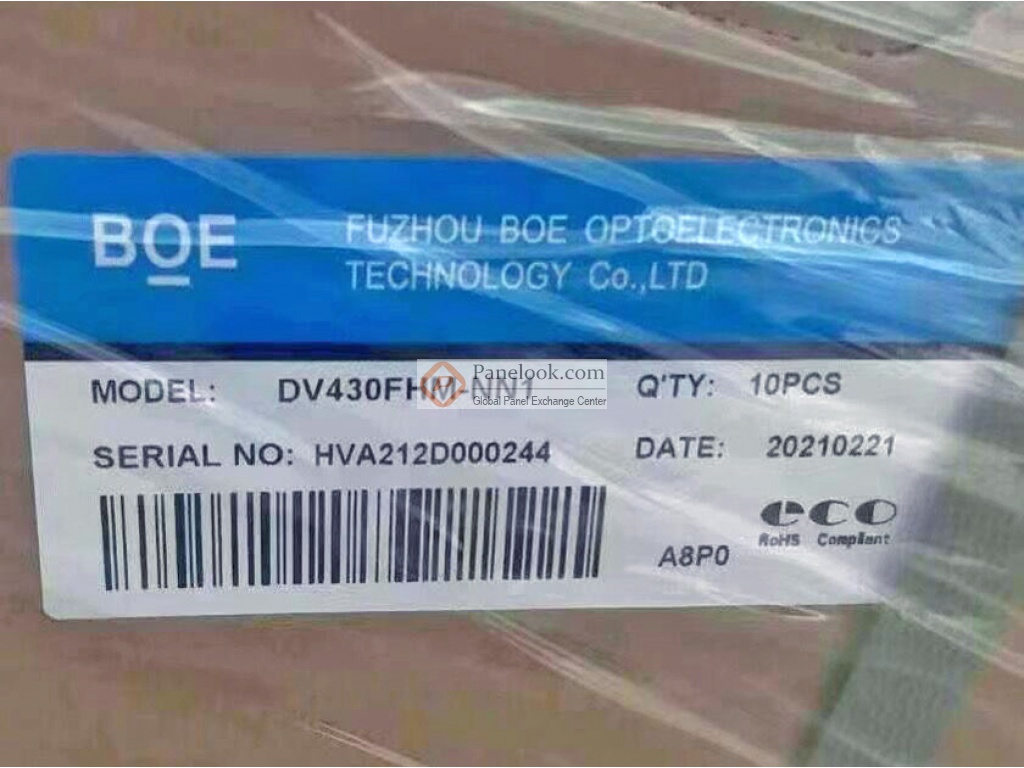 BOE
FUZHOU BOE OPTOELECTRONICS
TECHNOLOGY Co.,LTD
MODEL: DV430FHM-NN1
Q'TY: 10PCS
Panelook.com
Global Panel Exchange Center
SERIAL NO: HVA212D000244
DATE: 20210221
eco
RoHS Compliant
A8P0